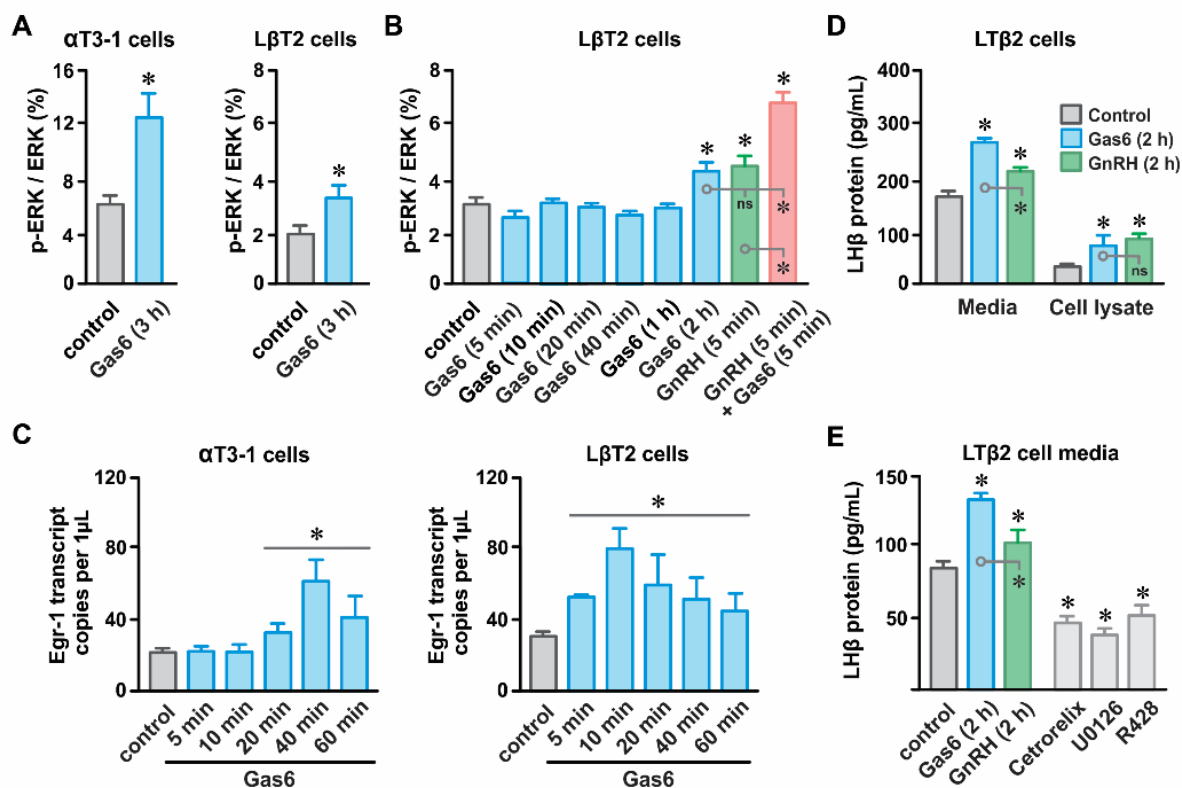 A
αT3-1 cells
p-ERK / ERK (%)
16
12
6
4
0
*
control
Gas6 (3 h)
LβT2 cells
p-ERK / ERK (%)
8
6
4
2
0
*
control
Gas6 (3 h)
B
LβT2 cells
p-ERK / ERK (%)
8
6
4
2
0
*
*
*
ns
*
*
control
Gas6 (5 min)
Gas6 (10 min)
Gas6 (20 min)
Gas6 (40 min)
Gas6 (1 h)
Gas6 (2 h)
GnRH (5 min)
GnRH (5 min)
+ Gas6 (5 min)
C
αT3-1 cells
Egr-1 transcript
copies per 1µL
120
80
40
0
*
control
5 min
10 min
20 min
40 min
60 min
Gas6
LβT2 cells
Egr-1 transcript
copies per 1µL
120
80
40
0
*
control
5 min
10 min
20 min
40 min
60 min
Gas6
D
LTβ2 cells
LHβ protein (pg/mL)
400
300
200
100
0
Control
Gas6 (2 h)
GnRH (2 h)
*
*
*
*
*
ns
Media
Cell lysate
E
LTβ2 cell media
LHβ protein (pg/mL)
150
100
50
0
*
*
*
*
*
*
control
Gas6 (2 h)
GnRH (2 h)
Cetrorelix
U0126
R428